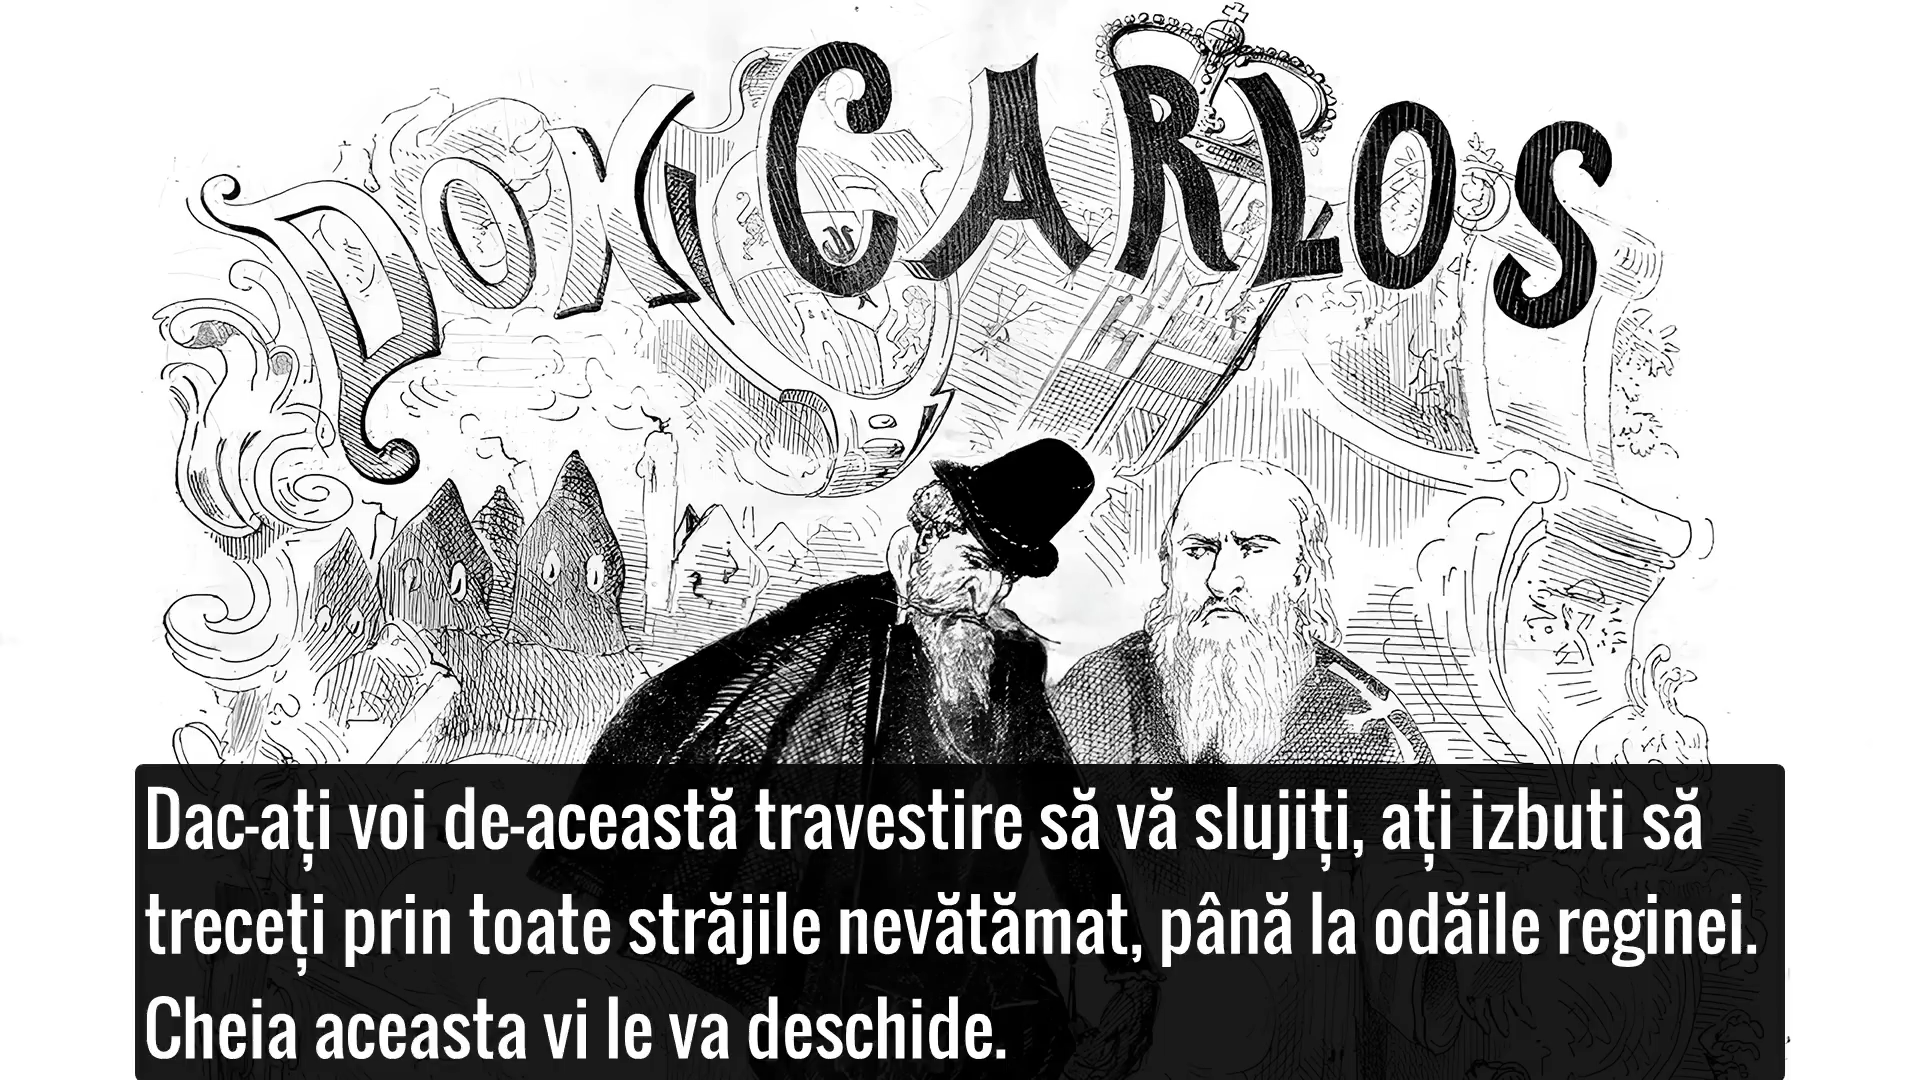 DON CARLOS
Dac-ați voi de-această travestire să vă slujiți, ați izbuti să
treceți prin toate străjile nevătămat, până la odăile reginei.
Cheia aceasta vi le va deschide.